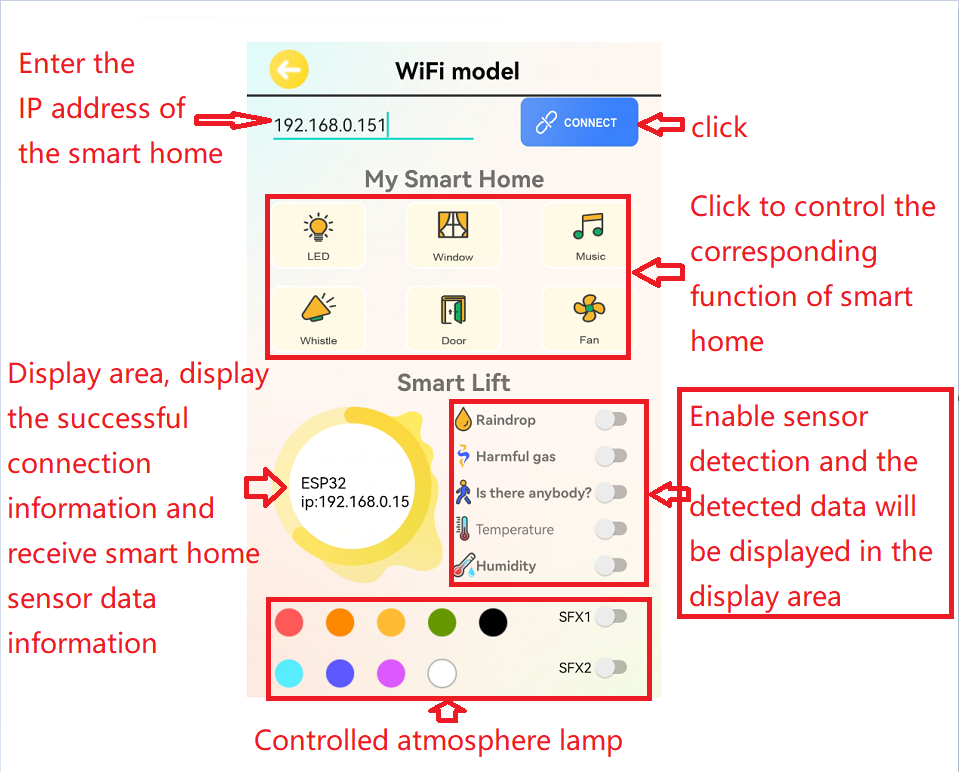 Enter the
IP address of
the smart home
WiFi model
192.168.0.151
CONNECT
click
My Smart Home
LED
Window
Music
Whistle
Door
Fan
Click to control the
corresponding
function of smart
home
Display area, display
the successful
connection
information and
receive smart home
sensor data
information
Smart Lift
ESP32
ip:192.168.0.15
Raindrop
Harmful gas
Is there anybody?
Temperature
Humidity
Enable sensor
detection and the
detected data will
be displayed in the
display area
SFX1
SFX2
Controlled atmosphere lamp